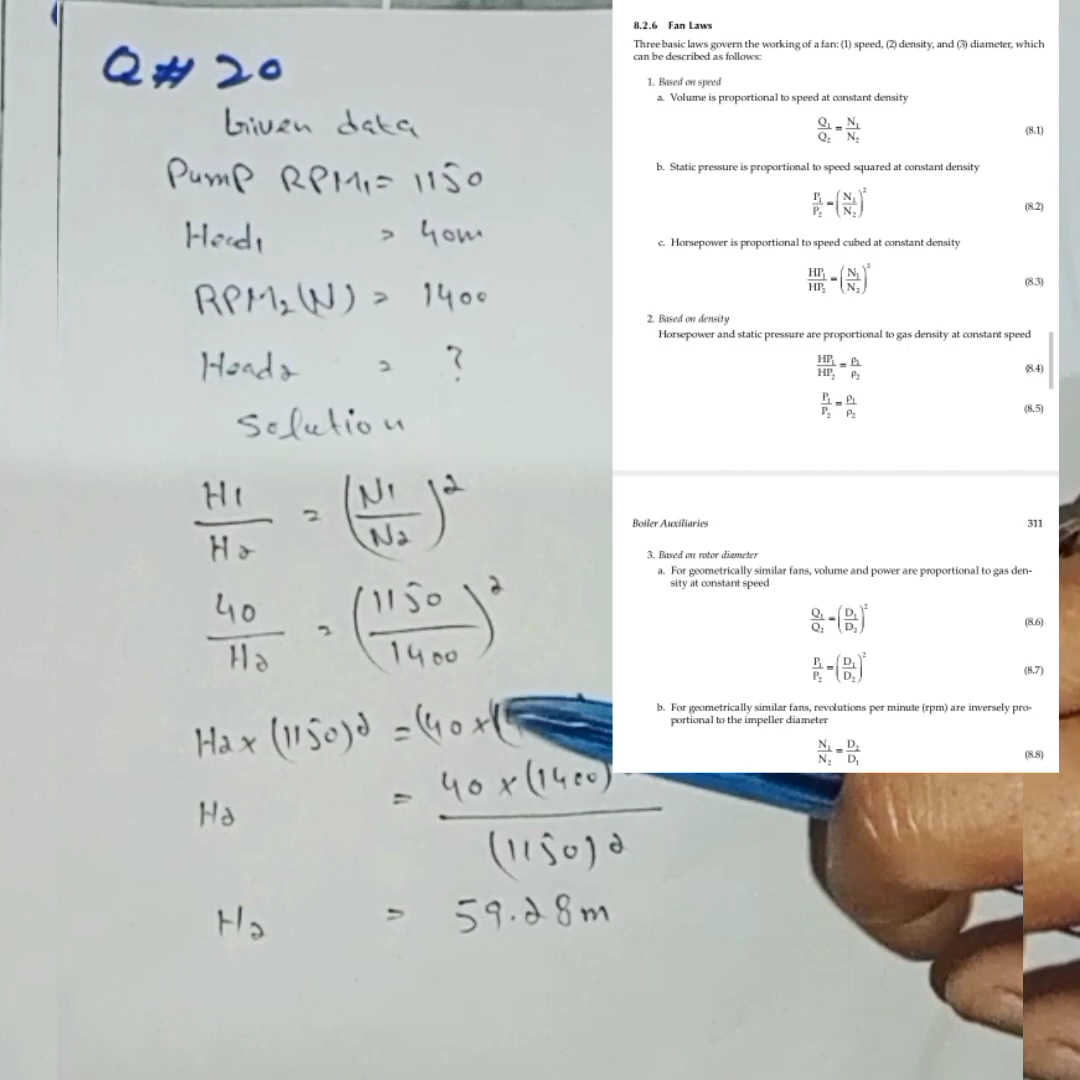 Q # 20
Given data
Pump RPM1 = 1150
Head1 = 40m
RPM2(N) = 1400
Head2 = ?
Solution
H1/H2 = (N1/N2)2
40/H2 = (1150/1400)2
H2 x (1150)2 = (40 x (
H2 = 40 x (1400)/(1150)2
H2 = 59.28m
8.2.6 Fan Laws
Three basic laws govern the working of a fan: (1) speed, (2) density, and (3) diameter, which
can be described as follows:
1. Based on speed
a. Volume is proportional to speed at constant density
Q1/Q2 = N1/N2 (8.1)
b. Static pressure is proportional to speed squared at constant density
P1/P2 = (N1/N2)2 (8.2)
c. Horsepower is proportional to speed cubed at constant density
HP1/HP2 = (N1/N2)3 (8.3)
2. Based on density
Horsepower and static pressure are proportional to gas density at constant speed
HP1/HP2 = ρ1/ρ2 (8.4)
P1/P2 = ρ1/ρ2 (8.5)
Boiler Auxiliaries 311
3. Based on rotor diameter
a. For geometrically similar fans, volume and power are proportional to gas den-
sity at constant speed
Q1/Q2 = (D1/D2)2 (8.6)
P1/P2 = (D1/D2)2 (8.7)
b. For geometrically similar fans, revolutions per minute (rpm) are inversely pro-
portional to the impeller diameter
N1/N2 = D2/D1 (8.8)